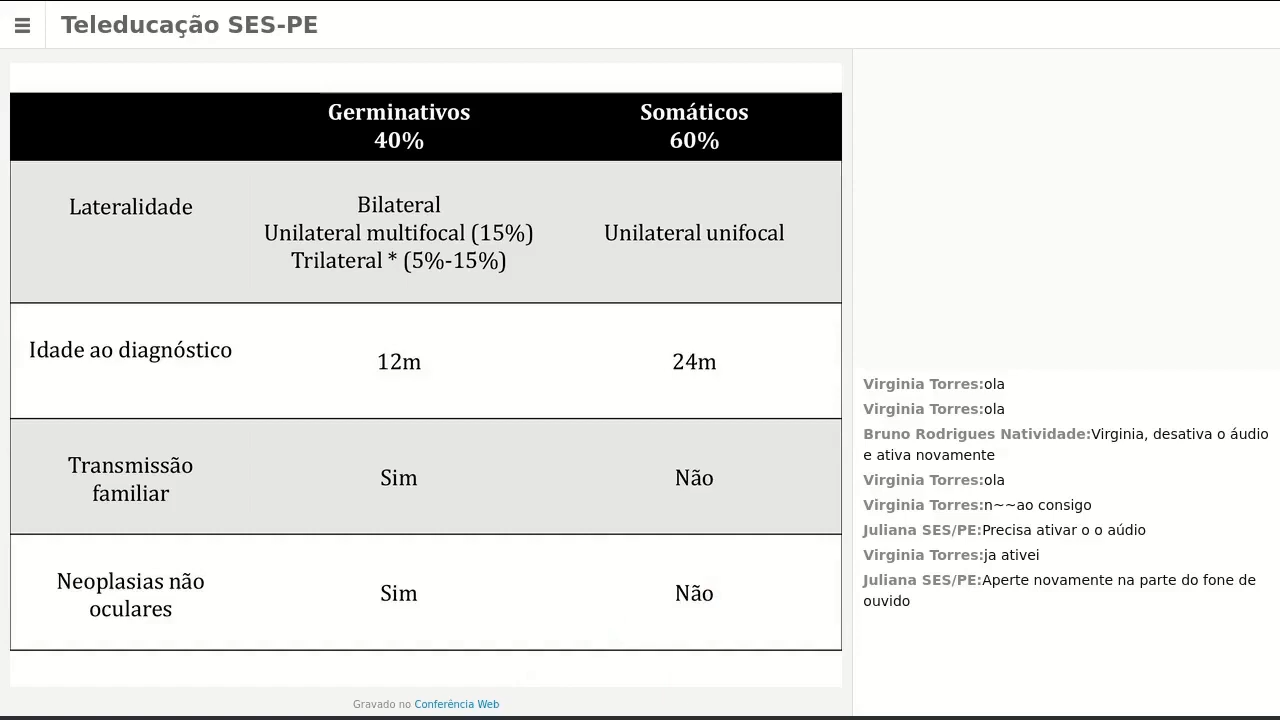 Teleducação SES-PE
Germinativos Somáticos
40% 60%
Lateralidade
Bilateral
Unilateral multifocal (15%)
Trilateral * (5%-15%)
Unilateral unifocal
Idade ao diagnóstico
12m
24m
Transmissão
familiar
Sim
Não
Neoplasias não
oculares
Sim
Não
Gravado no Conferência Web
Virginia Torres:ola
Virginia Torres:ola
Bruno Rodrigues Natividade:Virginia, desativa o áudio
e ativa novamente
Virginia Torres:ola
Virginia Torres:n~~ao consigo
Juliana SES/PE:Precisa ativar o o aúdio
Virginia Torres:ja ativei
Juliana SES/PE:Aperte novamente na parte do fone de
ouvido